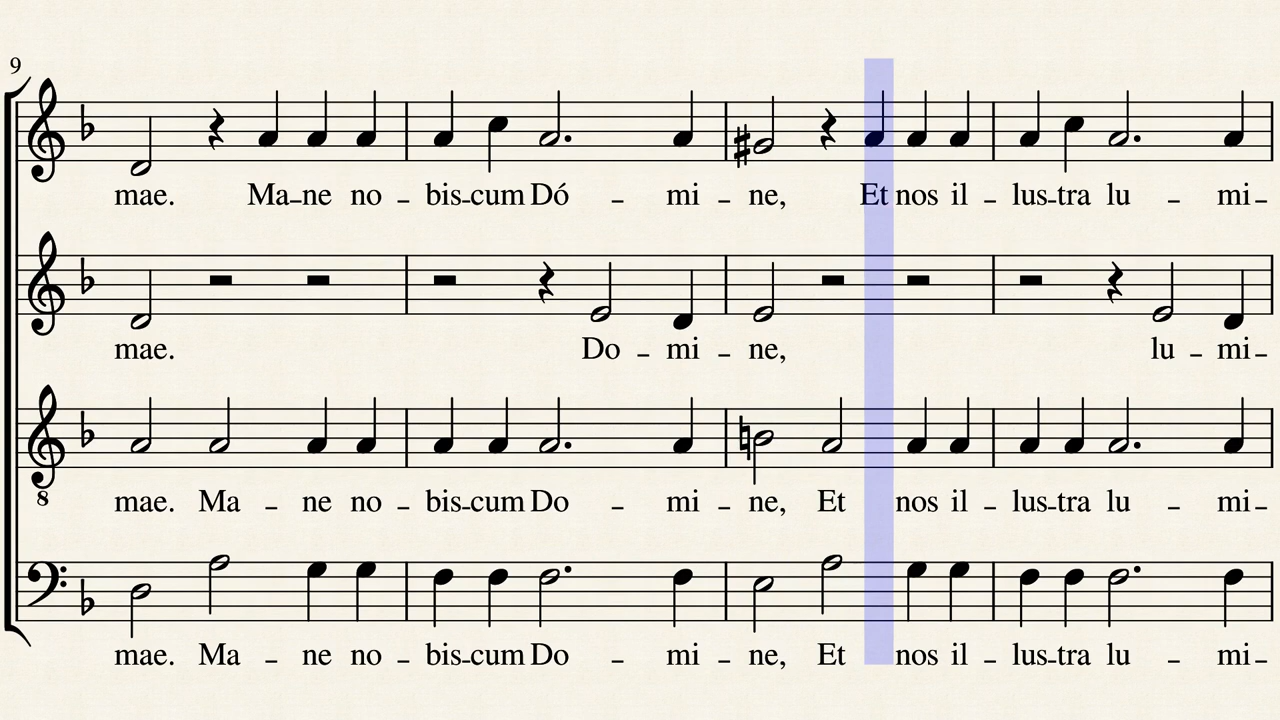 9
mae. Ma-ne no - bis-cum Dó - mi - ne, Et nos il - lus-tra lu - mi-
mae. Do - mi - ne, lu - mi-
8
mae. Ma - ne no - bis-cum Do - mi - ne, Et nos il - lus-tra lu - mi-
mae. Ma - ne no - bis-cum Do - mi - ne, Et nos il - lus-tra lu - mi-